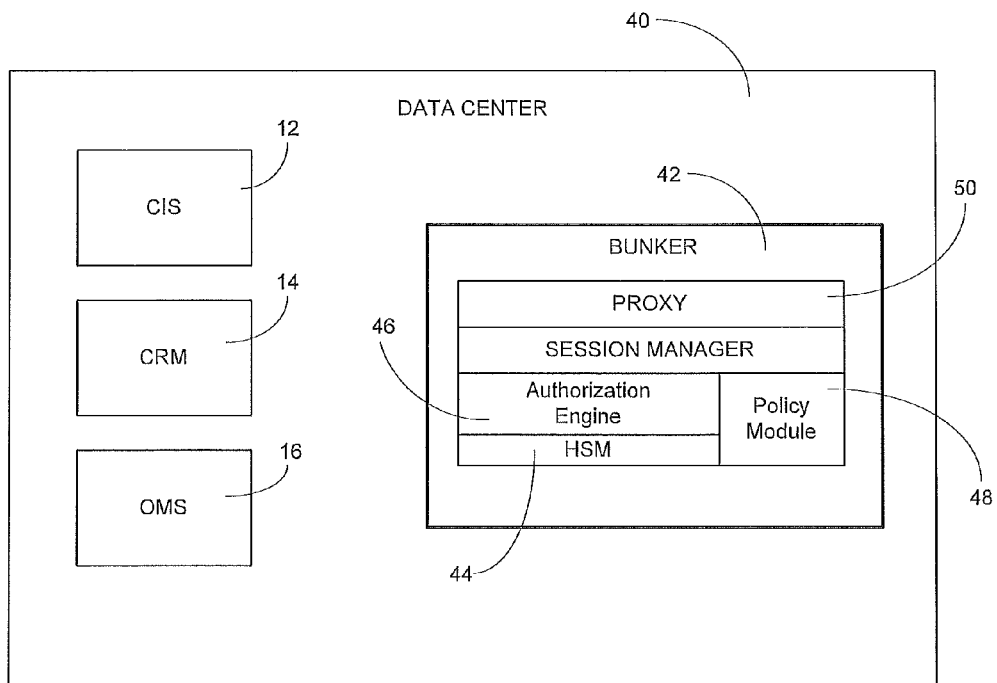 40
DATA CENTER
12
CIS
42
50
BUNKER
PROXY
14
CRM
46
SESSION MANAGER
Authorization
Engine
Policy
Module
HSM
16
OMS
48
44